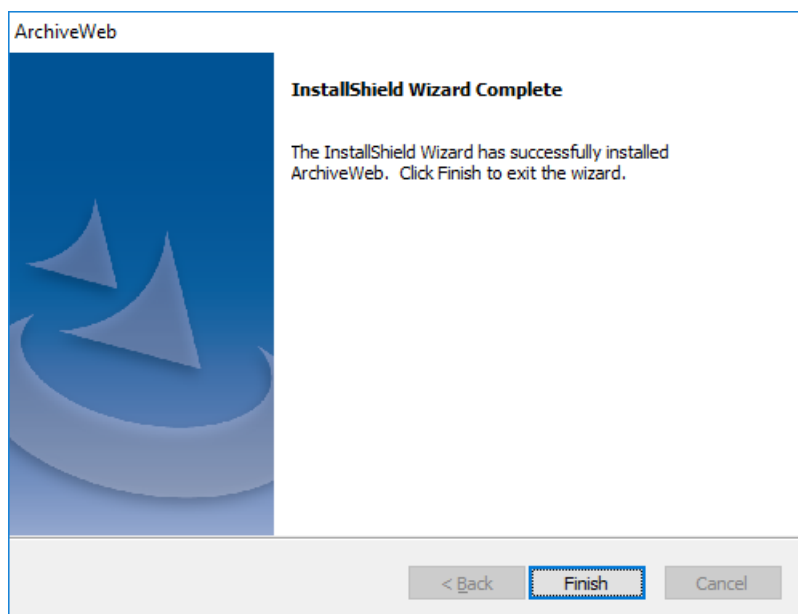 ArchiveWeb
InstallShield Wizard Complete
The InstallShield Wizard has successfully installed
ArchiveWeb.  Click Finish to exit the wizard.
< Back
Finish
Cancel